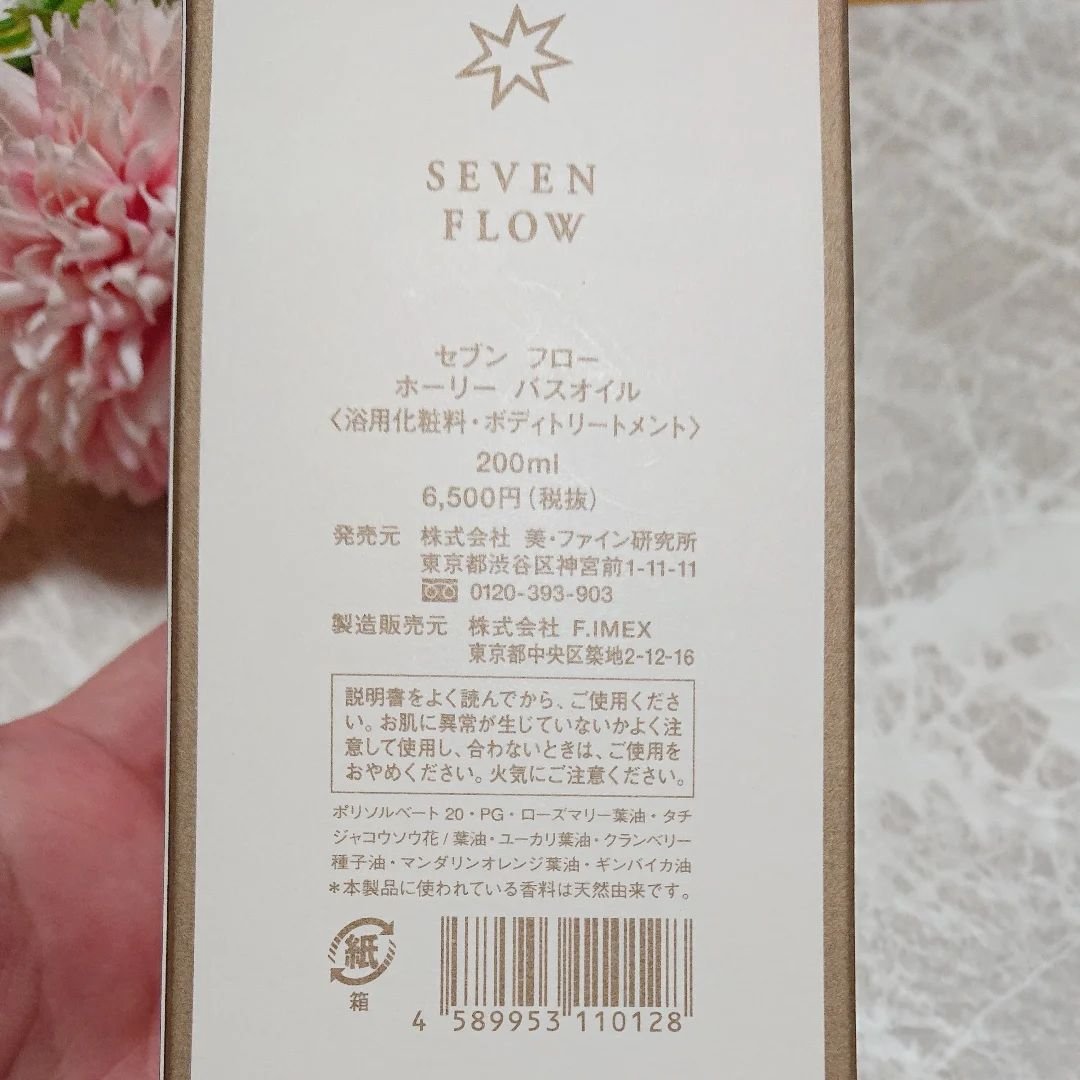 SEVEN
FLOW
セブン フロー
ホーリー バスオイル
〈浴用化粧料・ボディトリートメント〉
200ml
6,500円(税抜)
発売元 株式会社 美・ファイン研究所
東京都渋谷区神宮前1-11-11
0120-393-903
製造販売元 株式会社 F.IMEX
東京都中央区築地2-12-16
説明書をよく読んでから、ご使用くださ
い。お肌に異常が生じていないかよく注
意して使用し、合わないときは、ご使用を
おやめください。火気にご注意ください。
ポリソルベート 20・PG・ローズマリー葉油・タチ
ジャコウソウ花/葉油・ユーカリ葉油・クランベリー
種子油・マンダリンオレンジ葉油・ギンバイカ油
*本製品に使われている香料は天然由来です。
紙
箱
4 589953 110128